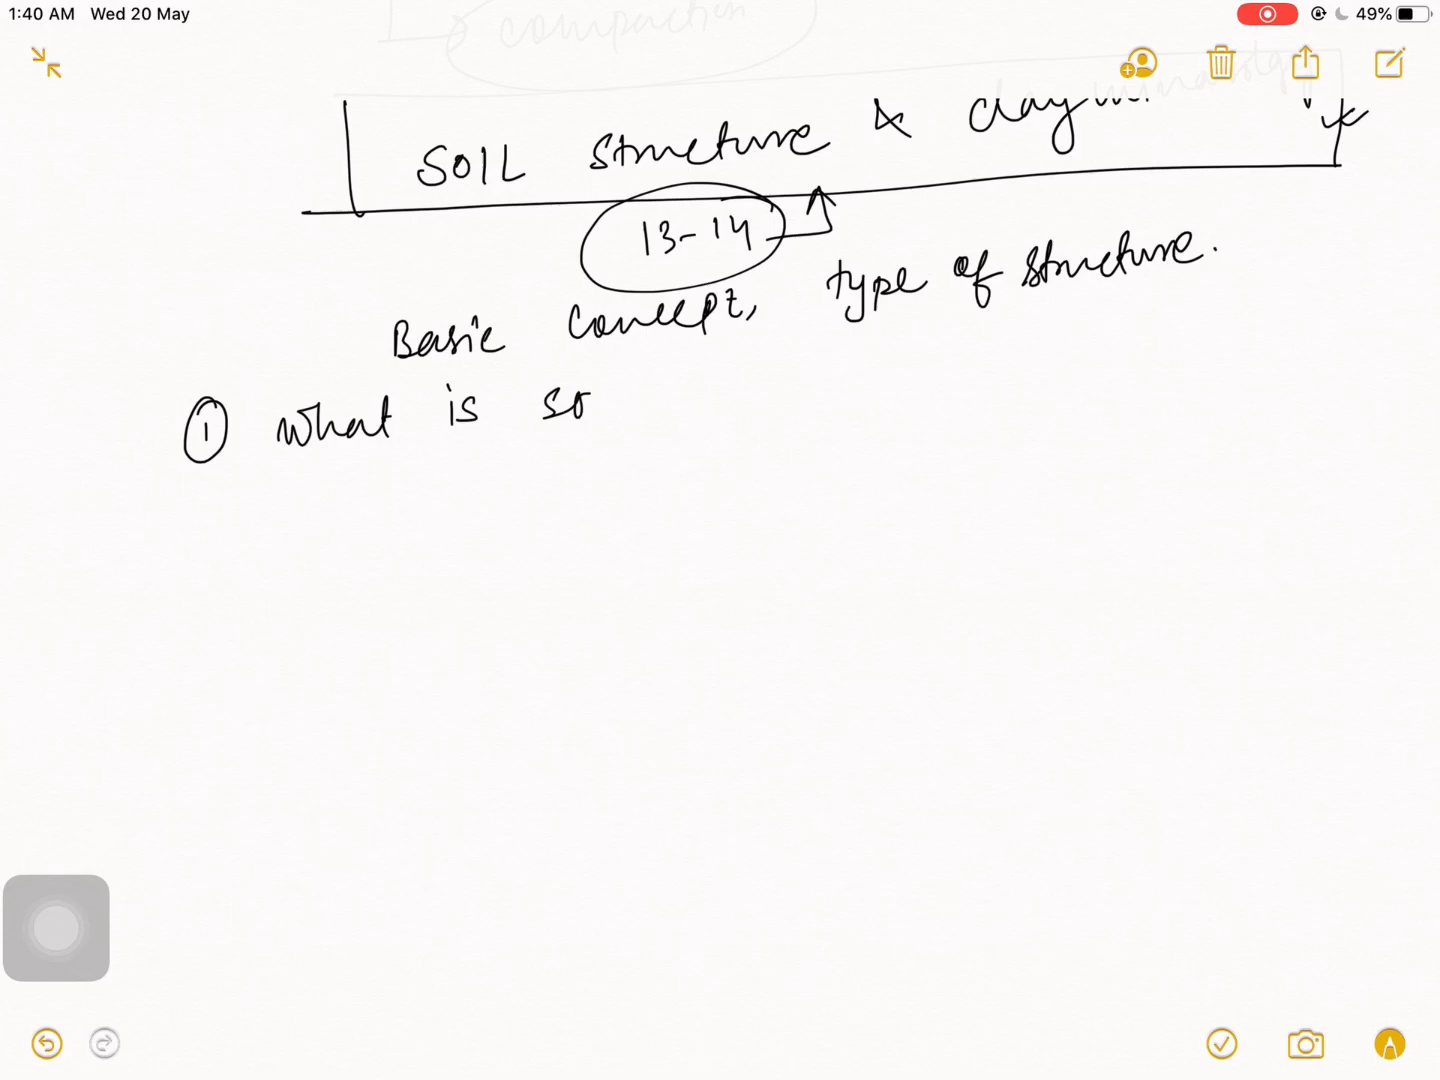 1:40 AM Wed 20 May 49%
compaction
SOIL structure & clay
13-14
Basic concept, type of structure.
① What is so